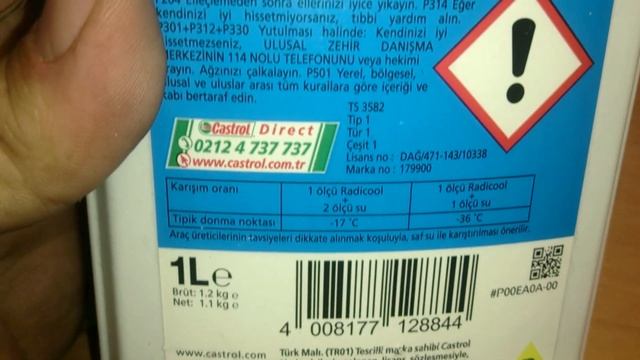 P264 Elleçlemeden sonra ellerinizi iyice yıkayın. P314 Eğer
kendinizi iyi hissetmiyorsanız, tıbbi yardım alın.
P301+P312+P330 Yutulması halinde: Kendinizi iyi
hissetmezseniz, ULUSAL ZEHİR DANIŞMA
MERKEZİNİN 114 NOLU TELEFONUNU veya hekimi
arayın. Ağzınızı çalkalayın. P501 Yerel, bölgesel,
ulusal ve uluslar arası tüm kurallara göre içeriği ve
kabı bertaraf edin.
TS 3582
Tip 1
Tür 1
Çeşit 1
Lisans no : DAĞ/471-143/10338
Marka no : 179900
Castrol Direct
0212 4 737 737
www.castrol.com.tr
Karışım oranı
1 ölçü Radicool
+
2 ölçü su
1 ölçü Radicool
+
1 ölçü su
Tipik donma noktası -17 °C -36 °C
Araç üreticilerinin tavsiyeleri dikkate alınmak koşuluyla, saf su ile karıştırılması önerilir.
1L e
Brüt: 1.2 kg e
Net: 1.1 kg e
#P00EA0A-00
4 008177 128844
www.castrol.com
Türk Malı. (TR01) Tescilli marka sahibi Castrol
sözleşmesiyle,